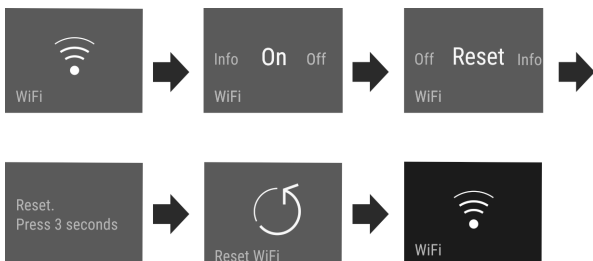 WiFi
Info On Off
WiFi
Off Reset Info
WiFi
Reset.
Press 3 seconds
Reset WiFi
WiFi